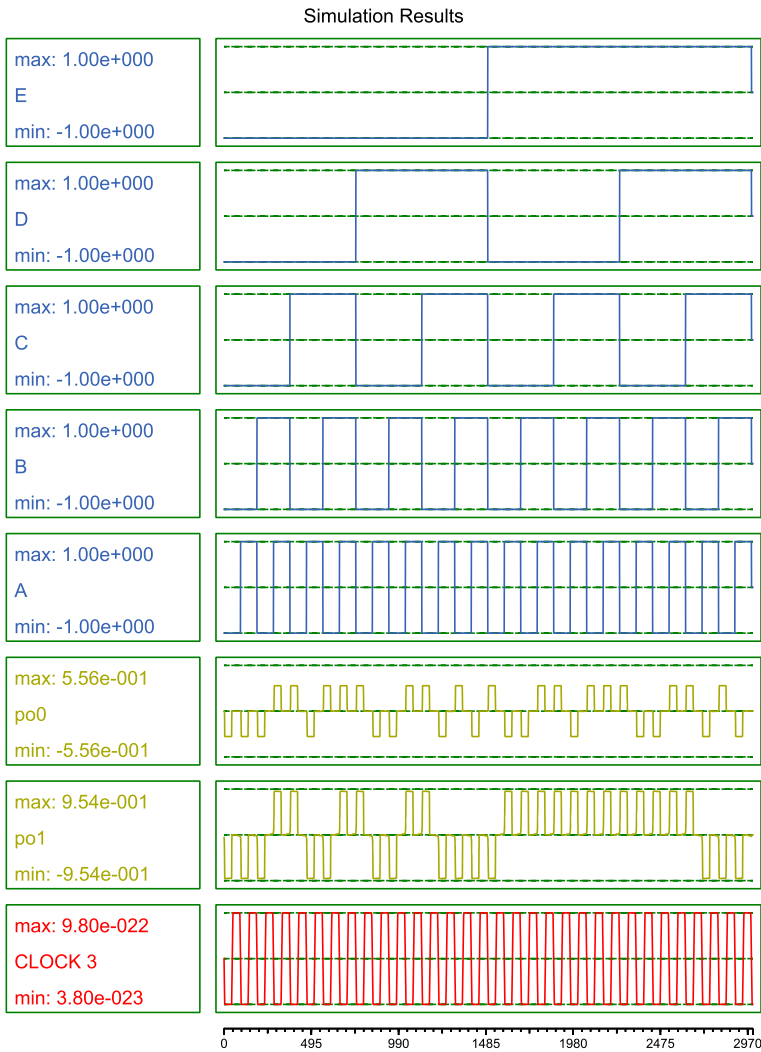 Simulation Results
max: 1.00e+000
E
min: -1.00e+000
max: 1.00e+000
D
min: -1.00e+000
max: 1.00e+000
C
min: -1.00e+000
max: 1.00e+000
B
min: -1.00e+000
max: 1.00e+000
A
min: -1.00e+000
max: 5.56e-001
po0
min: -5.56e-001
max: 9.54e-001
po1
min: -9.54e-001
max: 9.80e-022
CLOCK 3
min: 3.80e-023
0 495 990 1485 1980 2475 2970